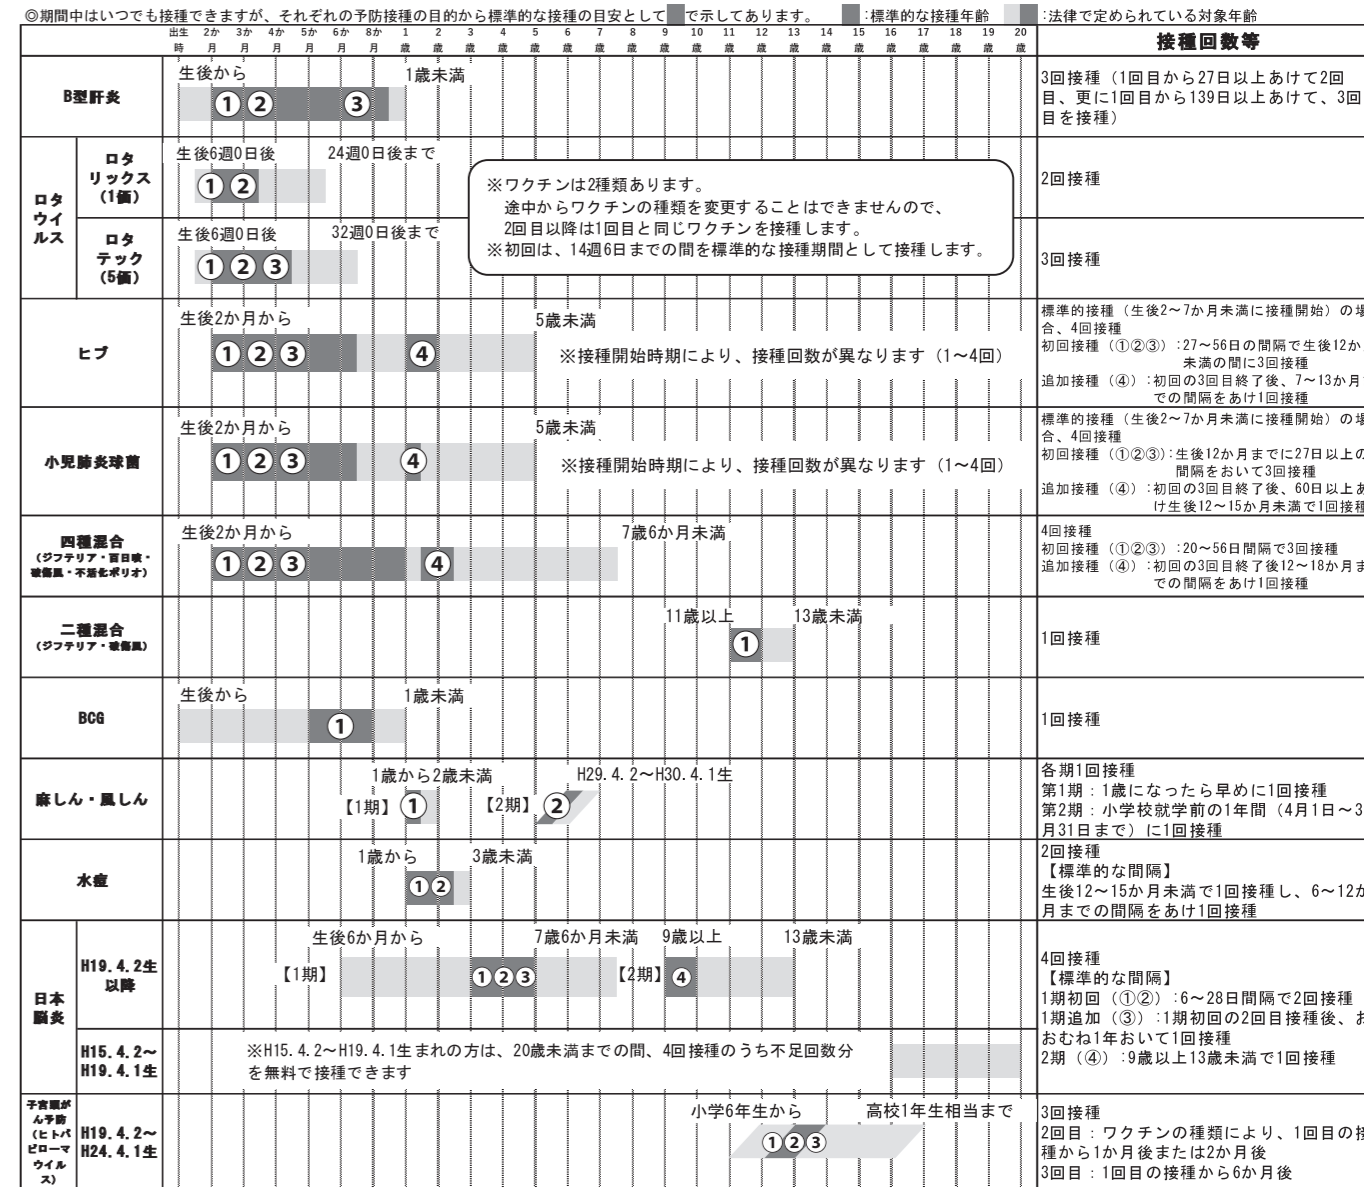 ◎期間中はいつでも接種できますが、それぞれの予防接種の目的から標準的な接種の目安として で示してあります。 :標準的な接種年齢 :法律で定められている対象年齢
出生時 2か月 3か月 4か月 5か月 6か月 8か月 1歳 2歳 3歳 4歳 5歳 6歳 7歳 8歳 9歳 10歳 11歳 12歳 13歳 14歳 15歳 16歳 17歳 18歳 19歳 20歳 接種回数等
B型肝炎
生後から 1歳未満
① ② ③
3回接種(1回目から27日以上あけて2回
目、更に1回目から139日以上あけて、3回
目を接種)
ロタ
ウイ
ルス
ロタ
リックス
(1価)
生後6週0日後 24週0日後まで
① ②
2回接種
ロタ
テック
(5価)
生後6週0日後 32週0日後まで
① ② ③
3回接種
※ワクチンは2種類あります。
途中からワクチンの種類を変更することはできませんので、
2回目以降は1回目と同じワクチンを接種します。
※初回は、14週6日までの間を標準的な接種期間として接種します。
ヒブ
生後2か月から 5歳未満
① ② ③ ④
※接種開始時期により、接種回数が異なります(1~4回)
標準的接種(生後2~7か月未満に接種開始)の場
合、4回接種
初回接種(①②③):27~56日の間隔で生後12か
未満の間に3回接種
追加接種(④):初回の3回目終了後、7~13か月
での間隔をあけ1回接種
小児肺炎球菌
生後2か月から 5歳未満
① ② ③ ④
※接種開始時期により、接種回数が異なります(1~4回)
標準的接種(生後2~7か月未満に接種開始)の場
合、4回接種
初回接種(①②③):生後12か月までに27日以上の
間隔をおいて3回接種
追加接種(④):初回の3回目終了後、60日以上あ
け生後12~15か月未満で1回接種
四種混合
(ジフテリア・百日咳・
破傷風・不活化ポリオ)
生後2か月から 7歳6か月未満
① ② ③ ④
4回接種
初回接種(①②③):20~56日間隔で3回接種
追加接種(④):初回の3回目終了後12~18か月ま
での間隔をあけ1回接種
二種混合
(ジフテリア・破傷風)
11歳以上 13歳未満
①
1回接種
BCG
生後から 1歳未満
①
1回接種
麻しん・風しん
1歳から2歳未満 H29.4.2~H30.4.1生
【1期】 ① 【2期】 ②
各期1回接種
第1期:1歳になったら早めに1回接種
第2期:小学校就学前の1年間(4月1日~3
月31日まで)に1回接種
水痘
1歳から 3歳未満
① ②
2回接種
【標準的な間隔】
生後12~15か月未満で1回接種し、6~12か
月までの間隔をあけ1回接種
日本
脳炎
H19.4.2生
以降
生後6か月から 7歳6か月未満 9歳以上 13歳未満
【1期】 ① ② ③ 【2期】 ④
H15.4.2~
H19.4.1生
※H15.4.2~H19.4.1生まれの方は、20歳未満までの間、4回接種のうち不足回数分
を無料で接種できます
4回接種
【標準的な間隔】
1期初回(①②):6~28日間隔で2回接種
1期追加(③):1期初回の2回目接種後、お
おむね1年おいて1回接種
2期(④):9歳以上13歳未満で1回接種
子宮頸が
ん予防
(ヒトパ
ピローマ
ウイル
ス)
H19.4.2~
H24.4.1生
小学6年生から 高校1年生相当まで
① ② ③
3回接種
2回目:ワクチンの種類により、1回目の接
種から1か月後または2か月後
3回目:1回目の接種から6か月後